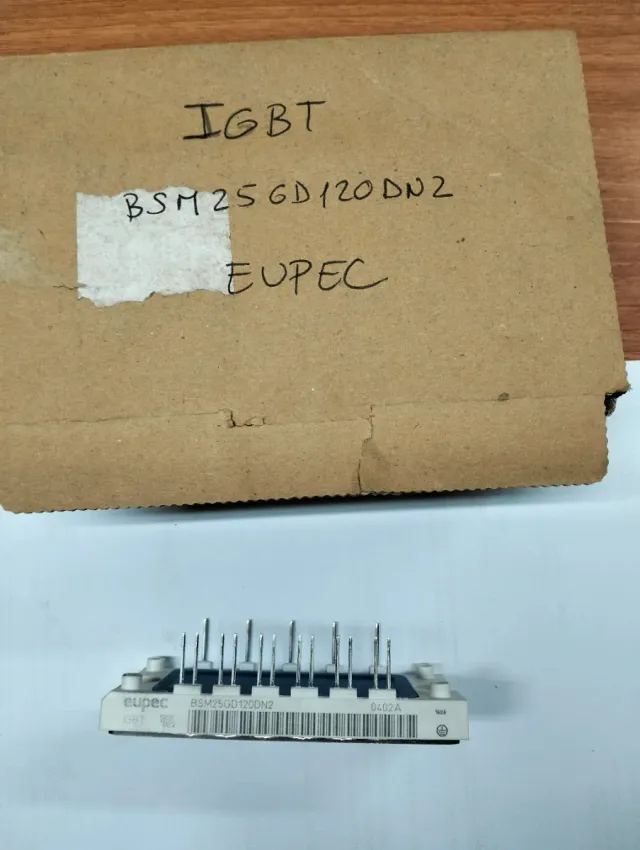 IGBT
BSM25GD120DN2
EUPEC
eupec BSM25GD120DN2 0402A
IGBT